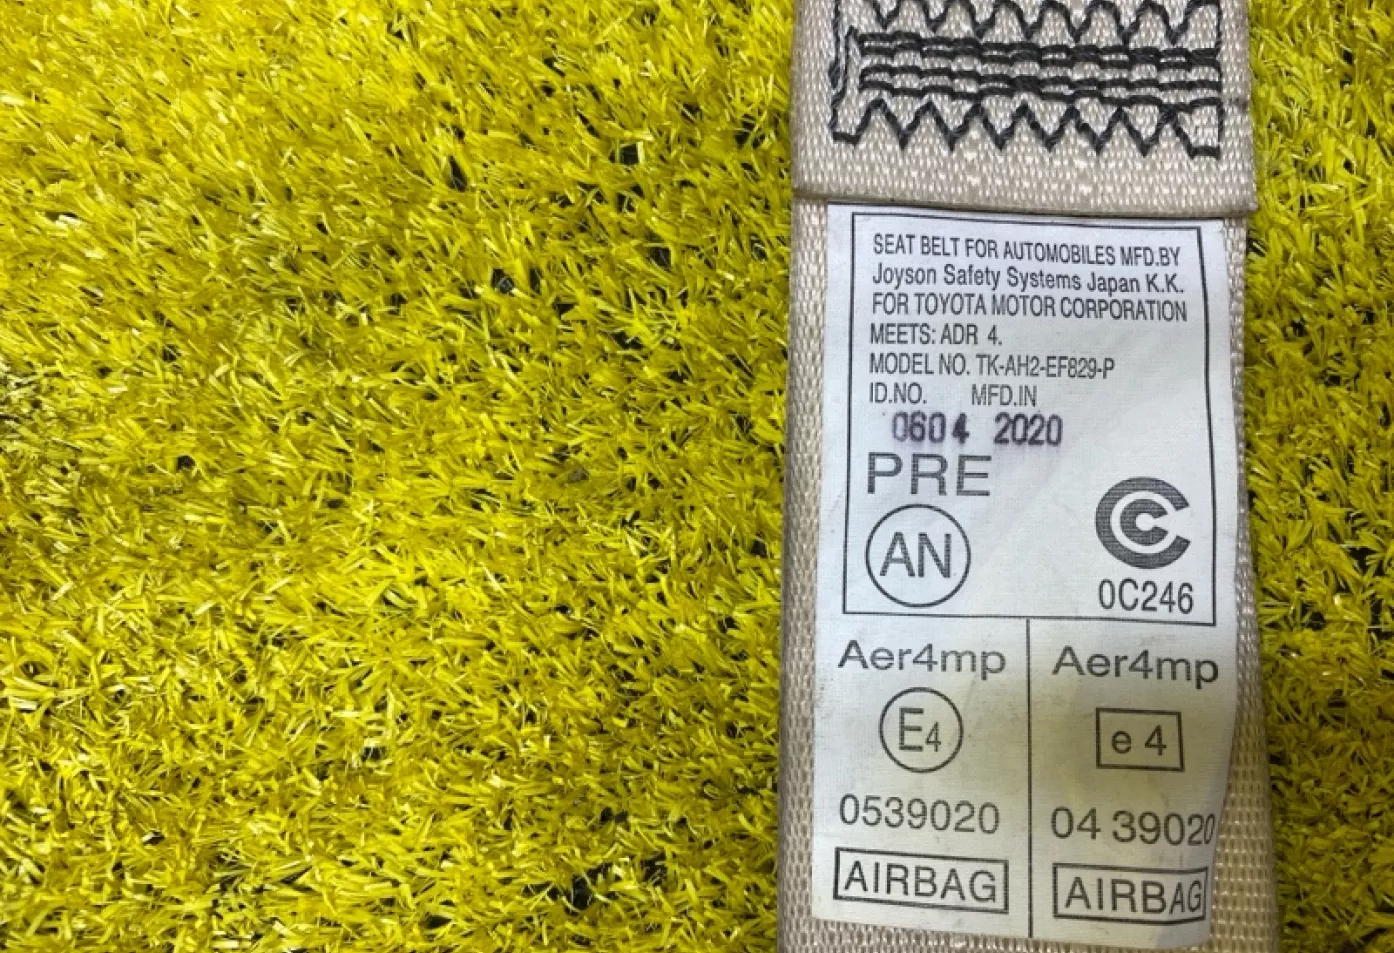 SEAT BELT FOR AUTOMOBILES MFD.BY
Joyson Safety Systems Japan K.K.
FOR TOYOTA MOTOR CORPORATION
MEETS: ADR 4.
MODEL NO. TK-AH2-EF829-P
ID.NO. MFD.IN
0604 2020
PRE
AN
C
0C246
Aer4mp
E4
0539020
AIRBAG
Aer4mp
e 4
04 39020
AIRBAG